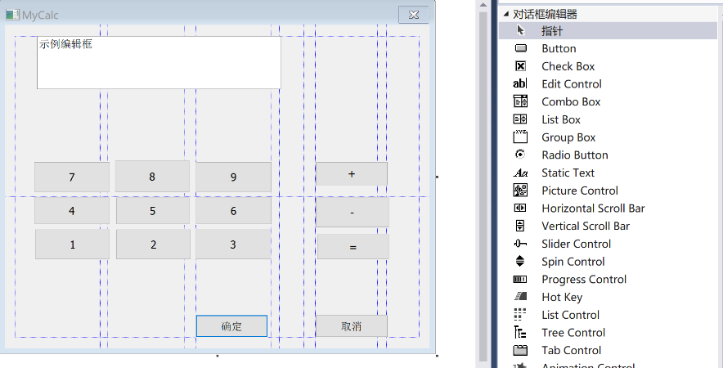 MyCalc
示例编辑框
7 8 9 +
4 5 6 -
1 2 3 =
确定 取消
对话框编辑器
指针
Button
Check Box
ab| Edit Control
Combo Box
List Box
XYZ Group Box
Radio Button
Aa Static Text
Picture Control
Horizontal Scroll Bar
Vertical Scroll Bar
Slider Control
Spin Control
Progress Control
Hot Key
List Control
Tree Control
Tab Control
Animation Control